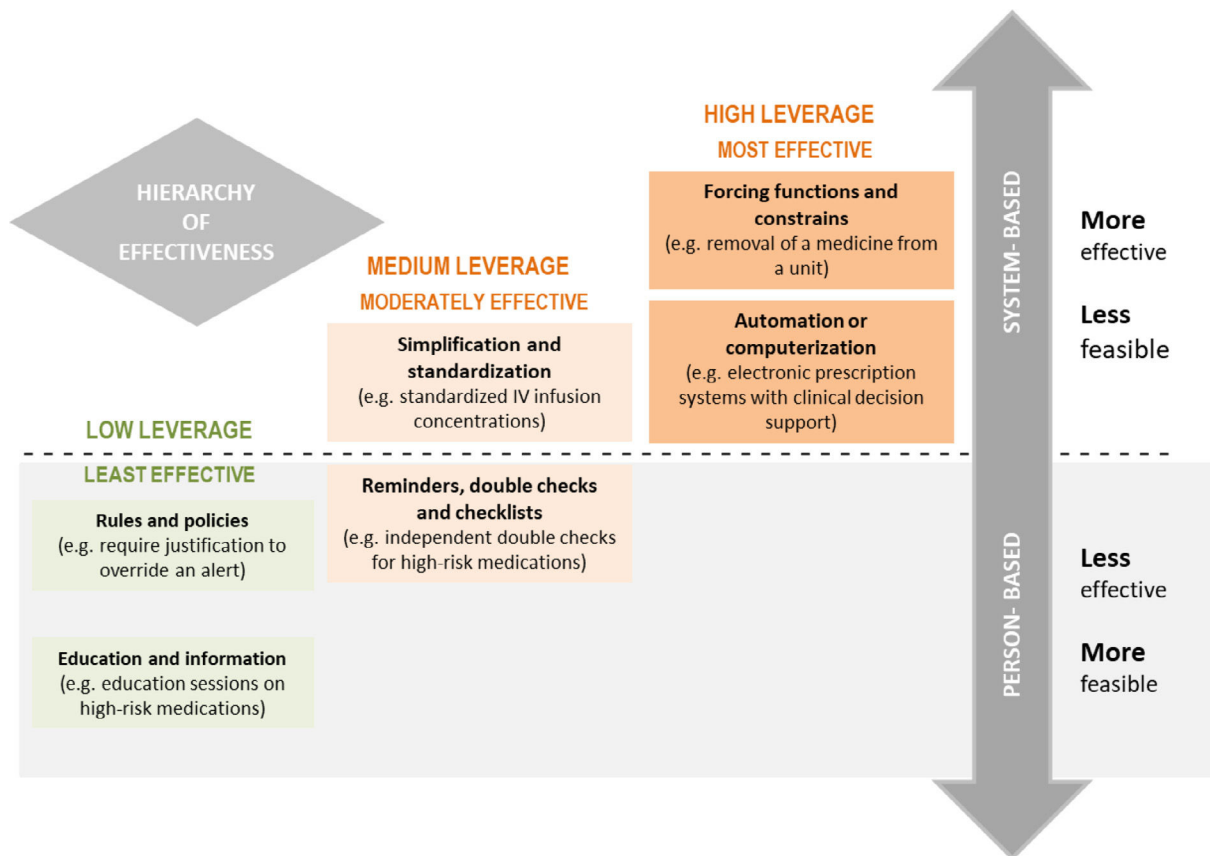 HIERARCHY
OF
EFFECTIVENESS
LOW LEVERAGE
LEAST EFFECTIVE
Rules and policies
(e.g. require justification to
override an alert)
Education and information
(e.g. education sessions on
high-risk medications)
MEDIUM LEVERAGE
MODERATELY EFFECTIVE
Simplification and
standardization
(e.g. standardized IV infusion
concentrations)
Reminders, double checks
and checklists
(e.g. independent double checks
for high-risk medications)
HIGH LEVERAGE
MOST EFFECTIVE
Forcing functions and
constrains
(e.g. removal of a medicine from
a unit)
Automation or
computerization
(e.g. electronic prescription
systems with clinical decision
support)
SYSTEM- BASED
PERSON- BASED
More
effective
Less
feasible
Less
effective
More
feasible